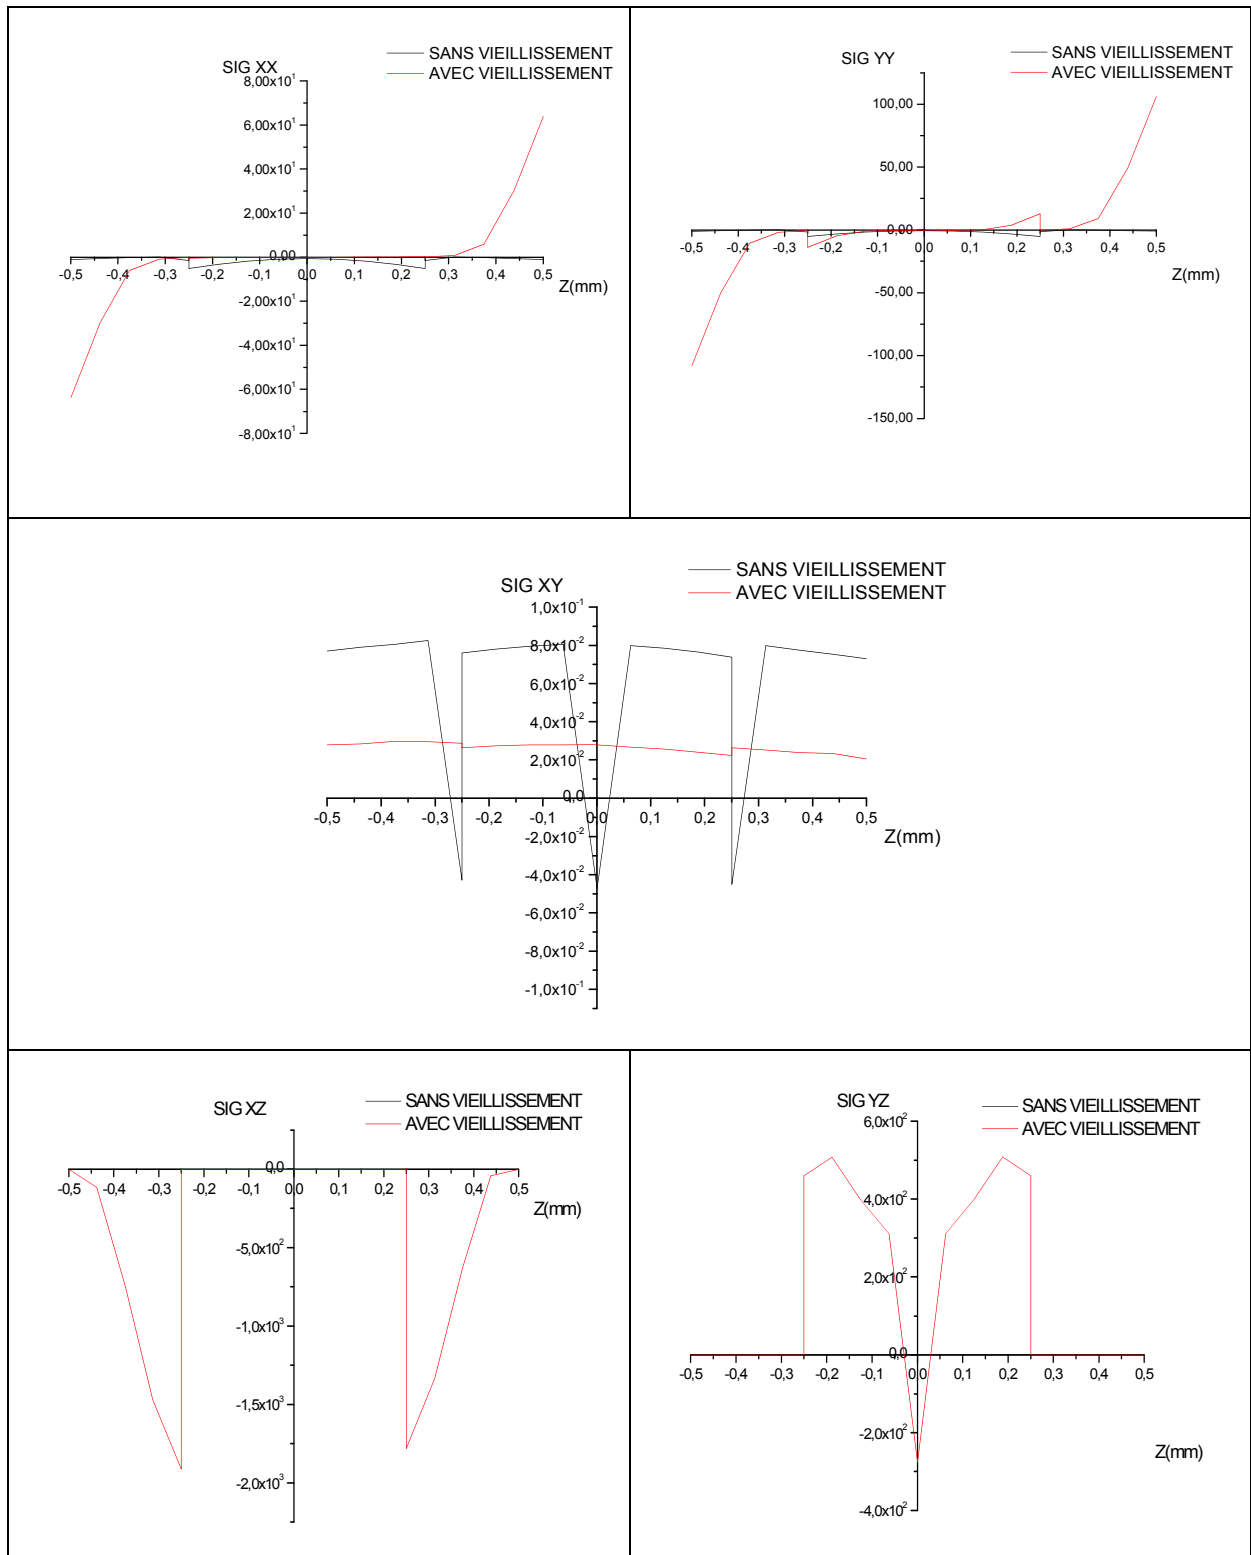 SIG XX
SANS VIEILLISSEMENT
AVEC VIEILLISSEMENT
8,00x10¹
6,00x10¹
4,00x10¹
2,00x10¹
0,00
-2,00x10¹
-4,00x10¹
-6,00x10¹
-8,00x10¹
-0,5 -0,4 -0,3 -0,2 -0,1 0,0 0,1 0,2 0,3 0,4 0,5
Z(mm)
SIG YY
SANS VIEILLISSEMENT
AVEC VIEILLISSEMENT
100,00
50,00
0,00
-50,00
-100,00
-150,00
-0,5 -0,4 -0,3 -0,2 -0,1 0,0 0,1 0,2 0,3 0,4 0,5
Z(mm)
SIG XY
SANS VIEILLISSEMENT
AVEC VIEILLISSEMENT
1,0x10⁻¹
8,0x10⁻²
6,0x10⁻²
4,0x10⁻²
2,0x10⁻²
0,0
-2,0x10⁻²
-4,0x10⁻²
-6,0x10⁻²
-8,0x10⁻²
-1,0x10⁻¹
-0,5 -0,4 -0,3 -0,2 -0,1 0,0 0,1 0,2 0,3 0,4 0,5
Z(mm)
SIG XZ
SANS VIEILLISSEMENT
AVEC VIEILLISSEMENT
0,0
-5,0x10²
-1,0x10³
-1,5x10³
-2,0x10³
-0,5 -0,4 -0,3 -0,2 -0,1 0,0 0,1 0,2 0,3 0,4 0,5
Z(mm)
SIG YZ
SANS VIEILLISSEMENT
AVEC VIEILLISSEMENT
6,0x10²
4,0x10²
2,0x10²
0,0
-2,0x10²
-4,0x10²
-0,5 -0,4 -0,3 -0,2 -0,1 0,0 0,1 0,2 0,3 0,4 0,5
Z(mm)